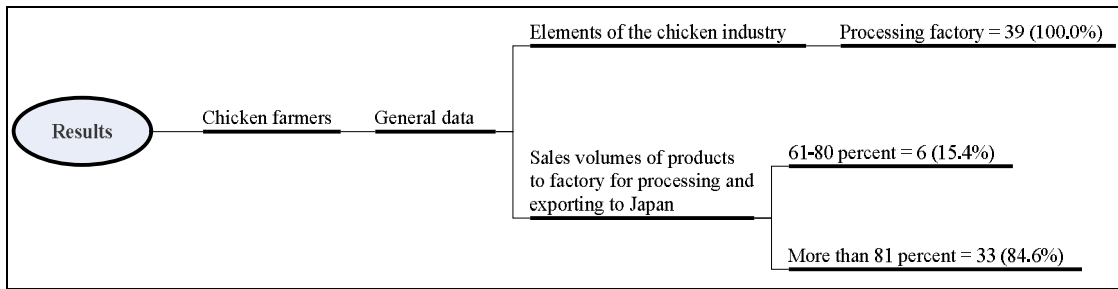 Results
Chicken farmers
General data
Elements of the chicken industry
Processing factory = 39 (100.0%)
Sales volumes of products
to factory for processing and
exporting to Japan
61-80 percent = 6 (15.4%)
More than 81 percent = 33 (84.6%)